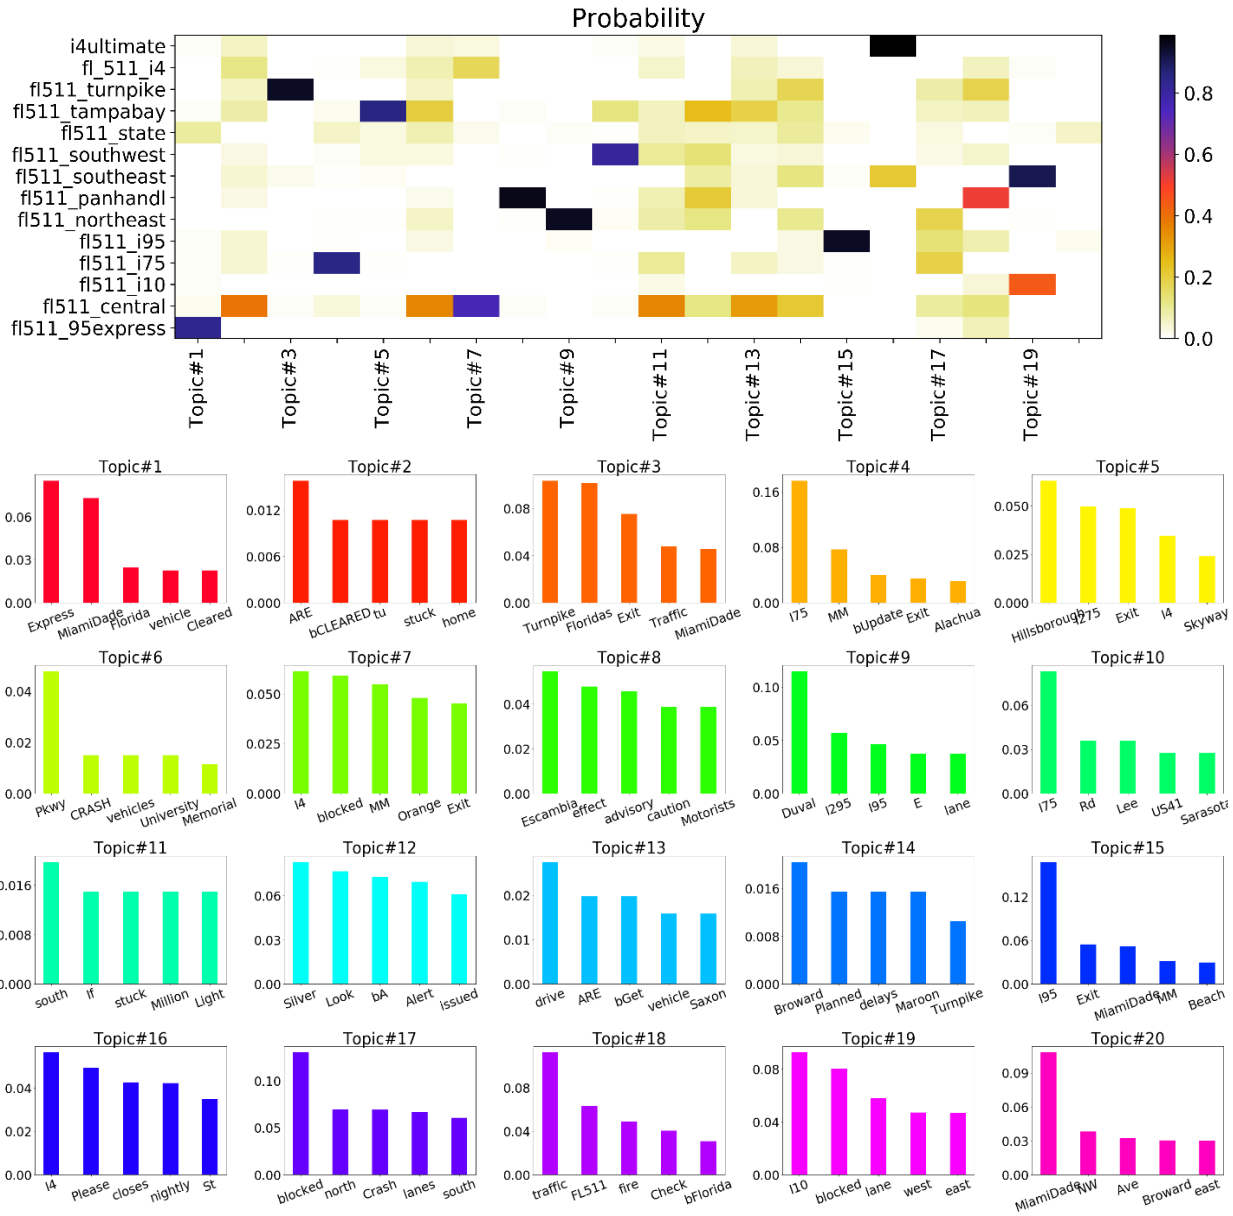 Probability
i4ultimate
fl_511_i4
fl511_turnpike
fl511_tampabay
fl511_state
fl511_southwest
fl511_southeast
fl511_panhandl
fl511_northeast
fl511_i95
fl511_i75
fl511_i10
fl511_central
fl511_95express
0.8
0.6
0.4
0.2
0.0
Topic#1 Topic#3 Topic#5 Topic#7 Topic#9 Topic#11 Topic#13 Topic#15 Topic#17 Topic#19
Topic#1 Topic#2 Topic#3 Topic#4 Topic#5
0.06 0.03 0.00
0.012 0.006 0.000
0.08 0.04 0.00
0.16 0.08 0.00
0.050 0.025 0.000
Express MiamiDade Florida vehicle Cleared
ARE bCLEARED tu stuck home
Turnpike Floridas Exit Traffic MiamiDade
I75 MM bUpdate Exit Alachua
Hillsborough I275 Exit I4 Skyway
Topic#6 Topic#7 Topic#8 Topic#9 Topic#10
0.04 0.02 0.00
0.050 0.025 0.000
0.04 0.02 0.00
0.10 0.05 0.00
0.06 0.03 0.00
Pkwy CRASH vehicles University Memorial
I4 blocked MM Orange Exit
Escambia effect advisory caution Motorists
Duval I295 I95 E lane
I75 Rd Lee US41 Sarasota
Topic#11 Topic#12 Topic#13 Topic#14 Topic#15
0.016 0.008 0.000
0.06 0.03 0.00
0.02 0.01 0.00
0.016 0.008 0.000
0.12 0.06 0.00
south If stuck Million Light
Silver Look bA Alert issued
drive ARE bGet vehicle Saxon
Broward Planned delays Maroon Turnpike
I95 Exit MiamiDade MM Beach
Topic#16 Topic#17 Topic#18 Topic#19 Topic#20
0.04 0.02 0.00
0.10 0.05 0.00
0.08 0.04 0.00
0.08 0.04 0.00
0.09 0.06 0.03 0.00
I4 Please closes nightly St
blocked north Crash lanes south
traffic FL511 fire Check bFlorida
I10 blocked lane west east
MiamiDade NW Ave Broward east